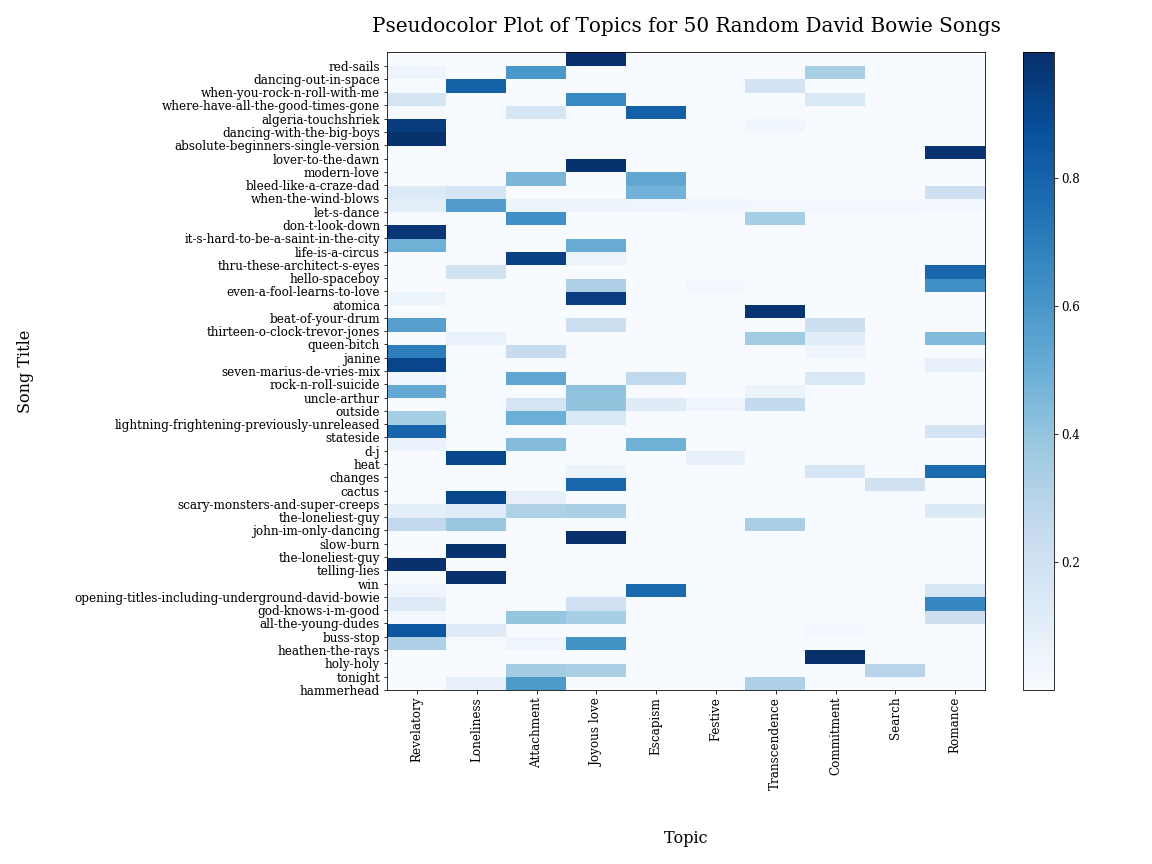 Pseudocolor Plot of Topics for 50 Random David Bowie Songs
red-sails
dancing-out-in-space
when-you-rock-n-roll-with-me
where-have-all-the-good-times-gone
algeria-touchshriek
dancing-with-the-big-boys
absolute-beginners-single-version
lover-to-the-dawn
modern-love
bleed-like-a-craze-dad
when-the-wind-blows
let-s-dance
don-t-look-down
it-s-hard-to-be-a-saint-in-the-city
life-is-a-circus
thru-these-architect-s-eyes
hello-spaceboy
even-a-fool-learns-to-love
atomica
beat-of-your-drum
thirteen-o-clock-trevor-jones
queen-bitch
janine
seven-marius-de-vries-mix
rock-n-roll-suicide
uncle-arthur
outside
lightning-frightening-previously-unreleased
stateside
d-j
heat
changes
cactus
scary-monsters-and-super-creeps
the-loneliest-guy
john-im-only-dancing
slow-burn
the-loneliest-guy
telling-lies
win
opening-titles-including-underground-david-bowie
god-knows-i-m-good
all-the-young-dudes
buss-stop
heathen-the-rays
holy-holy
tonight
hammerhead
Song Title
Revelatory
Loneliness
Attachment
Joyous love
Escapism
Festive
Transcendence
Commitment
Search
Romance
Topic
0.8
0.6
0.4
0.2